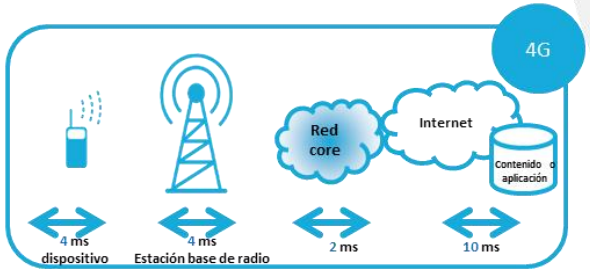 4G
Red
core
Internet
Contenido o
aplicación
4 ms
dispositivo
4 ms
Estación base de radio
2 ms
10 ms